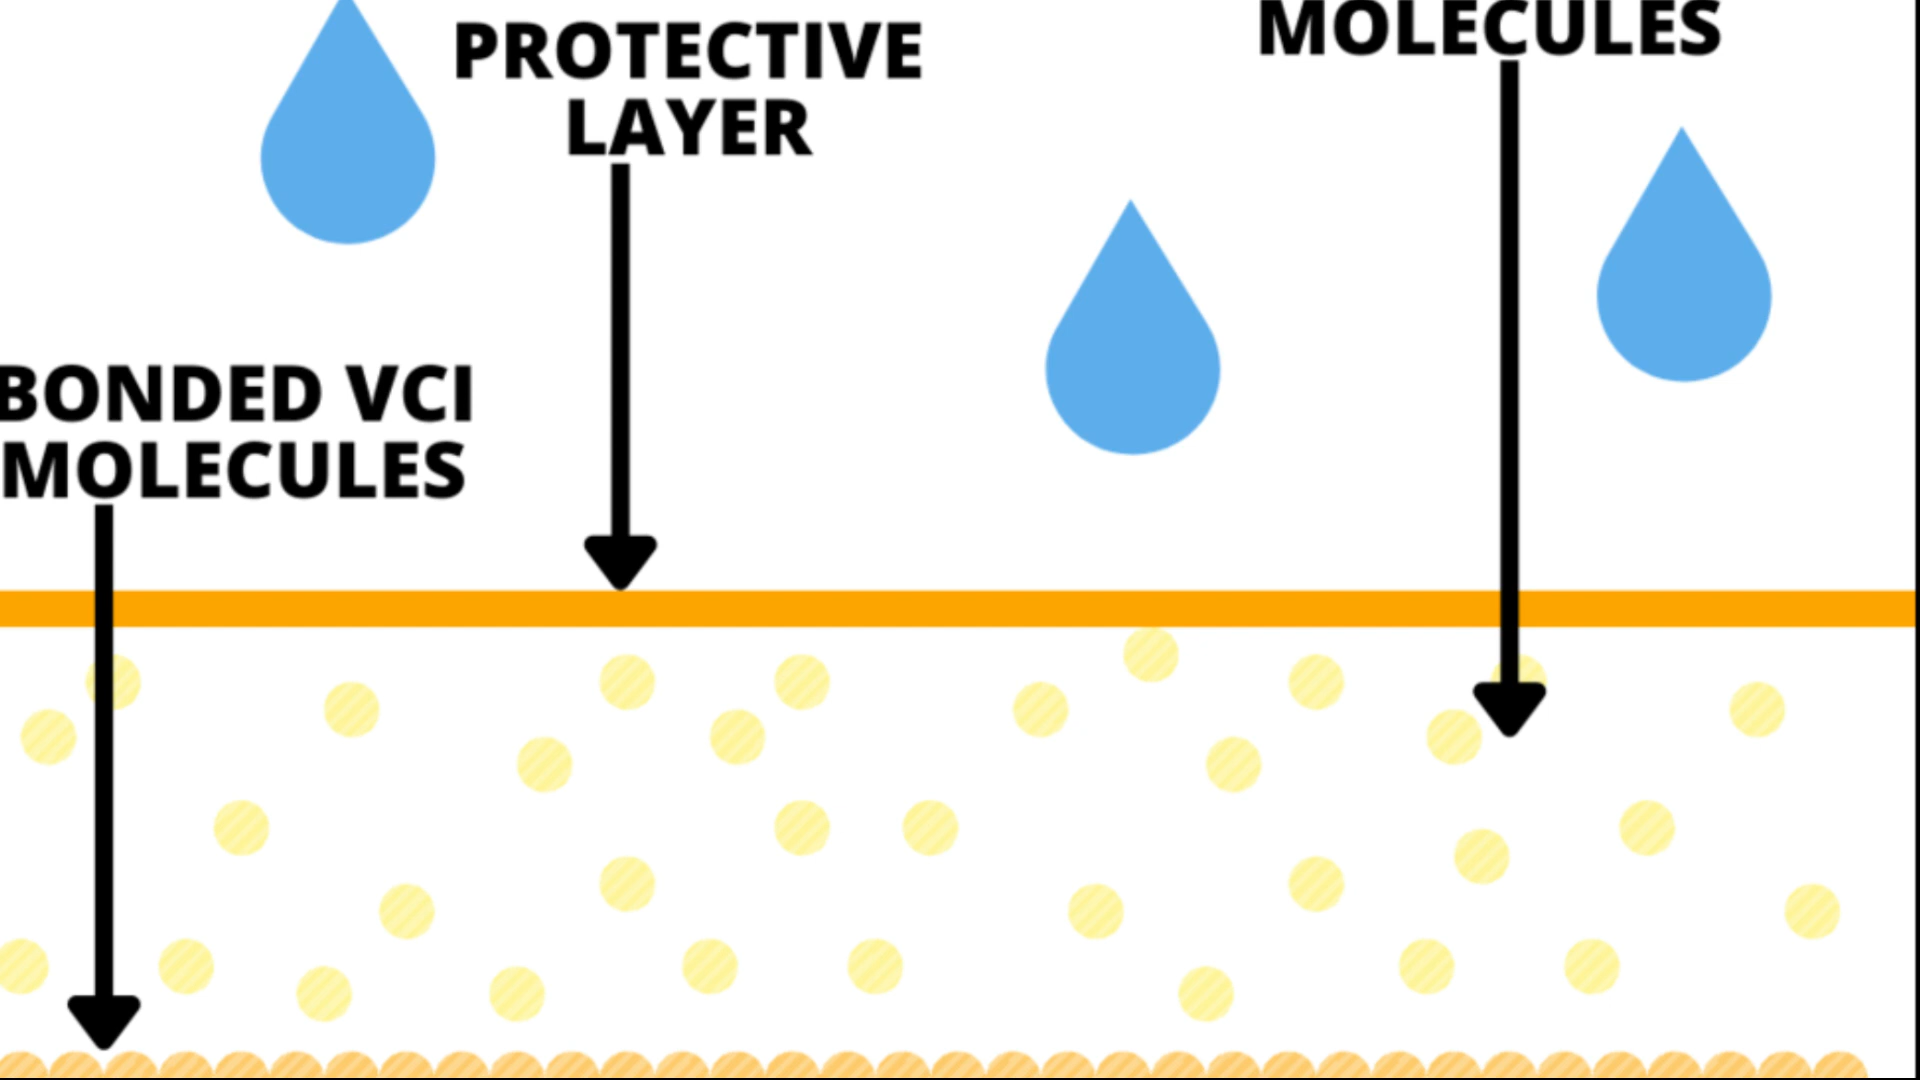 PROTECTIVE
LAYER
MOLECULES
BONDED VCI
MOLECULES